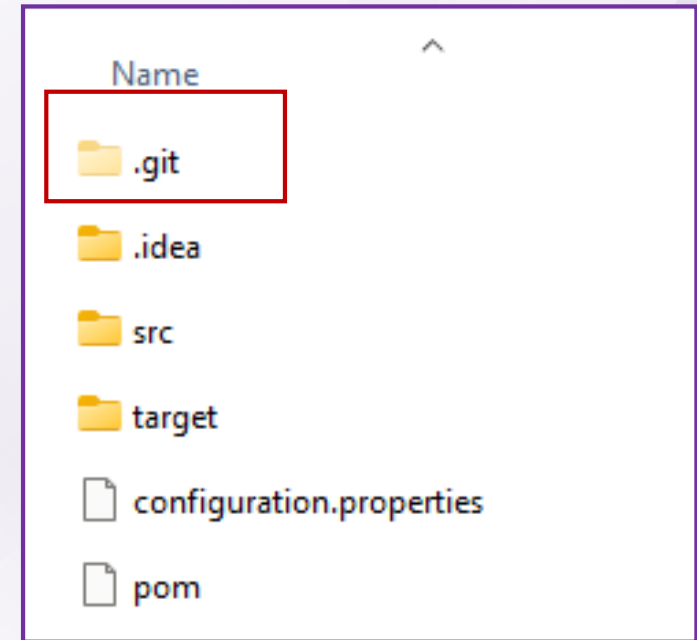 Name
.git
.idea
src
target
configuration.properties
pom